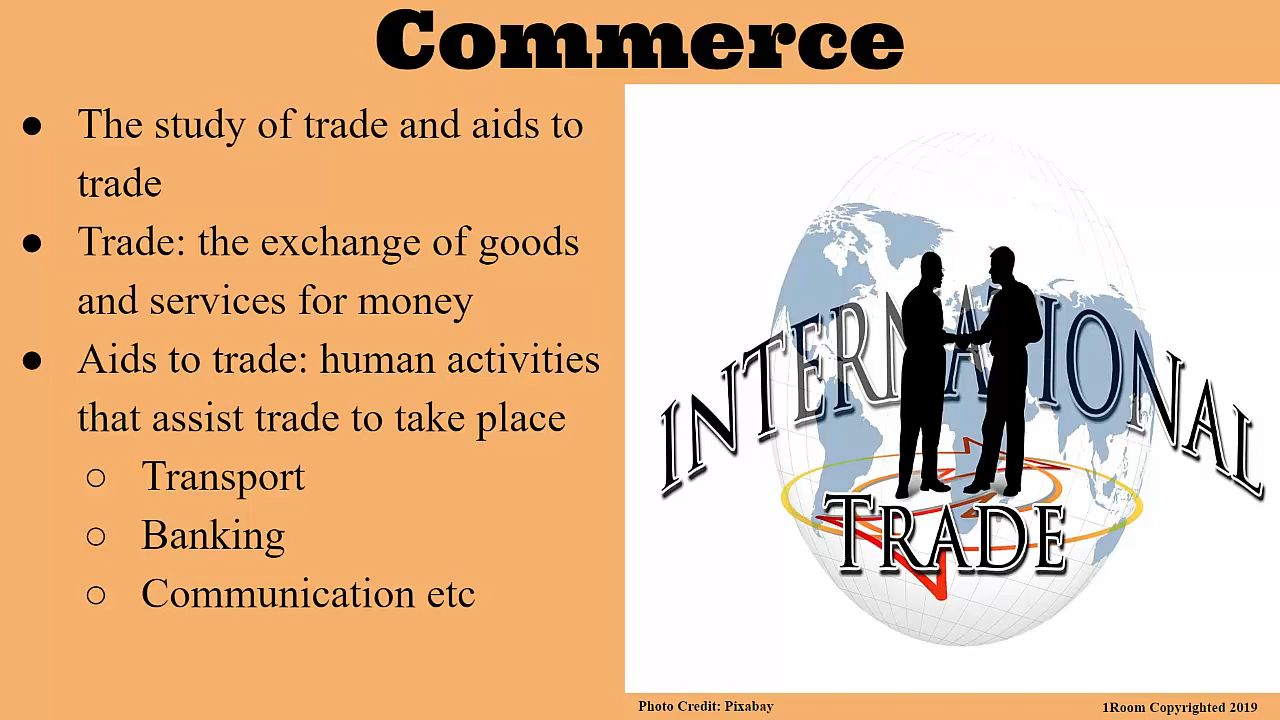 Commerce
● The study of trade and aids to
trade
● Trade: the exchange of goods
and services for money
● Aids to trade: human activities
that assist trade to take place
○ Transport
○ Banking
○ Communication etc
INTERNATIONAL
TRADE
Photo Credit: Pixabay
1Room Copyrighted 2019